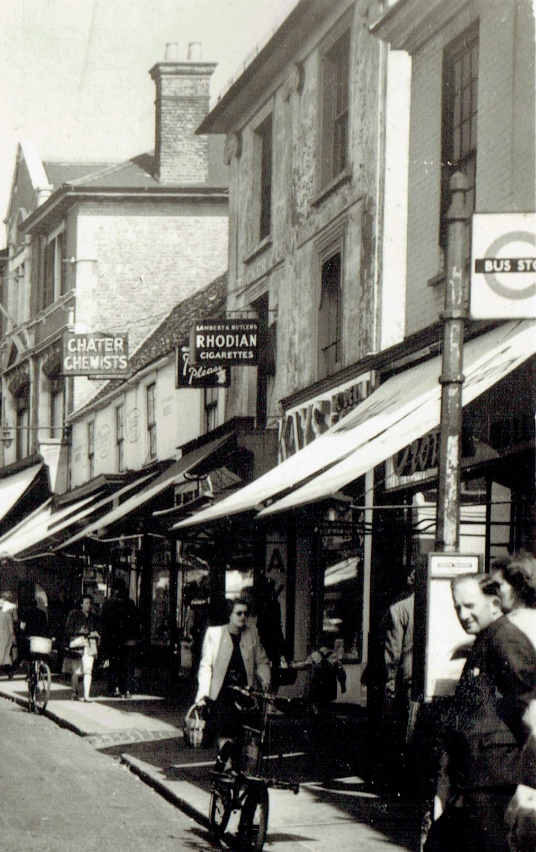 CHATER
CHEMISTS
LAMBERT & BUTLER'S
RHODIAN
CIGARETTES
Please
KAYS
BUS STO